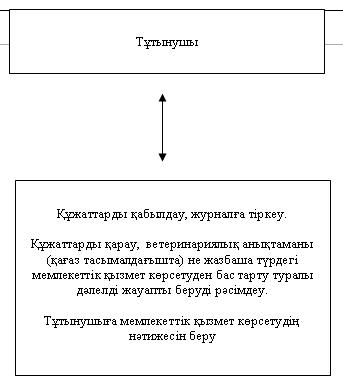 Тұтынушы
Құжаттарды қабылдау, журналға тіркеу.
Құжаттарды қарау, ветеринариялық анықтаманы
(қағаз тасымалдағышта) не жазбаша түрдегі
мемлекеттік қызмет көрсетуден бас тарту туралы
дәлелді жауапты беруді рәсімдеу.
Тұтынушыға мемлекеттік қызмет көрсетудің
нәтижесін беру